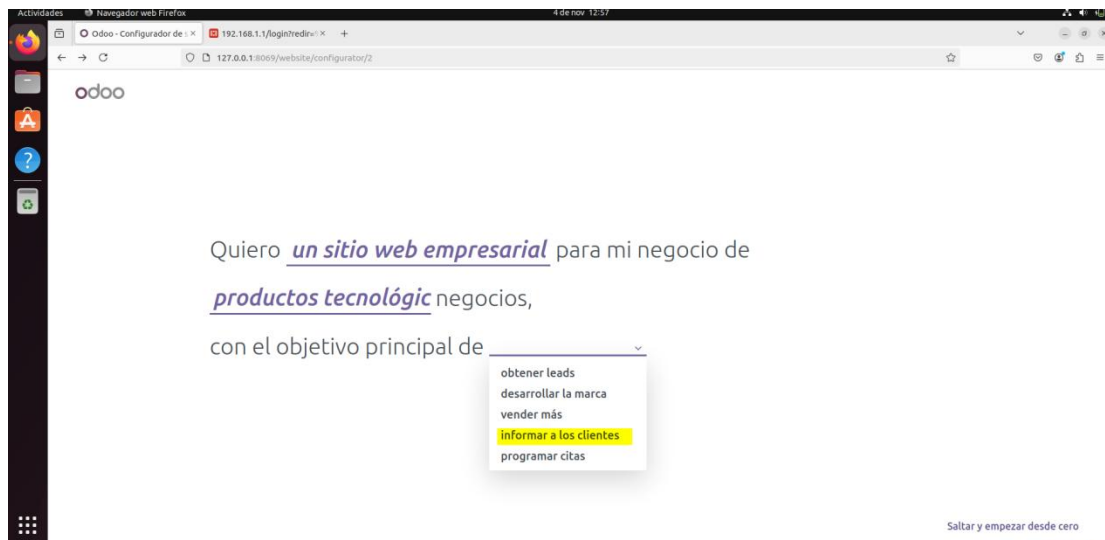 Actividades Navegador web Firefox 4 de nov 12:57
Odoo - Configurador de s × 192.168.1.1/login?redir × +
127.0.0.1:8069/website/configurator/2
odoo
Quiero un sitio web empresarial para mi negocio de
productos tecnológic negocios,
con el objetivo principal de
obtener leads
desarrollar la marca
vender más
informar a los clientes
programar citas
Saltar y empezar desde cero